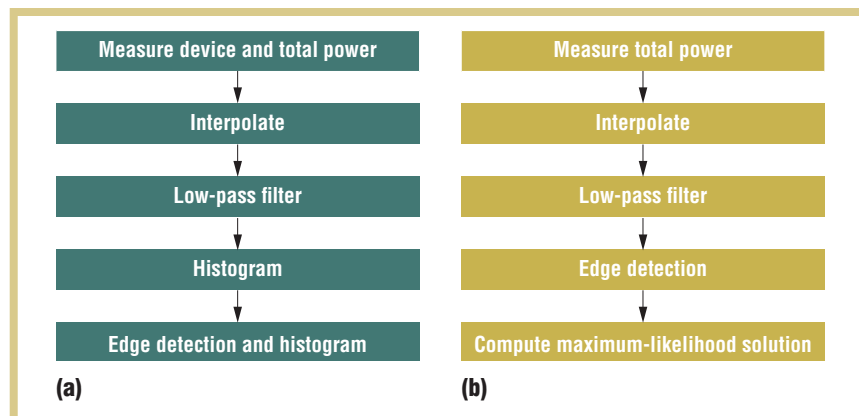 Measure device and total power
Interpolate
Low-pass filter
Histogram
Edge detection and histogram
(a)
Measure total power
Interpolate
Low-pass filter
Edge detection
Compute maximum-likelihood solution
(b)